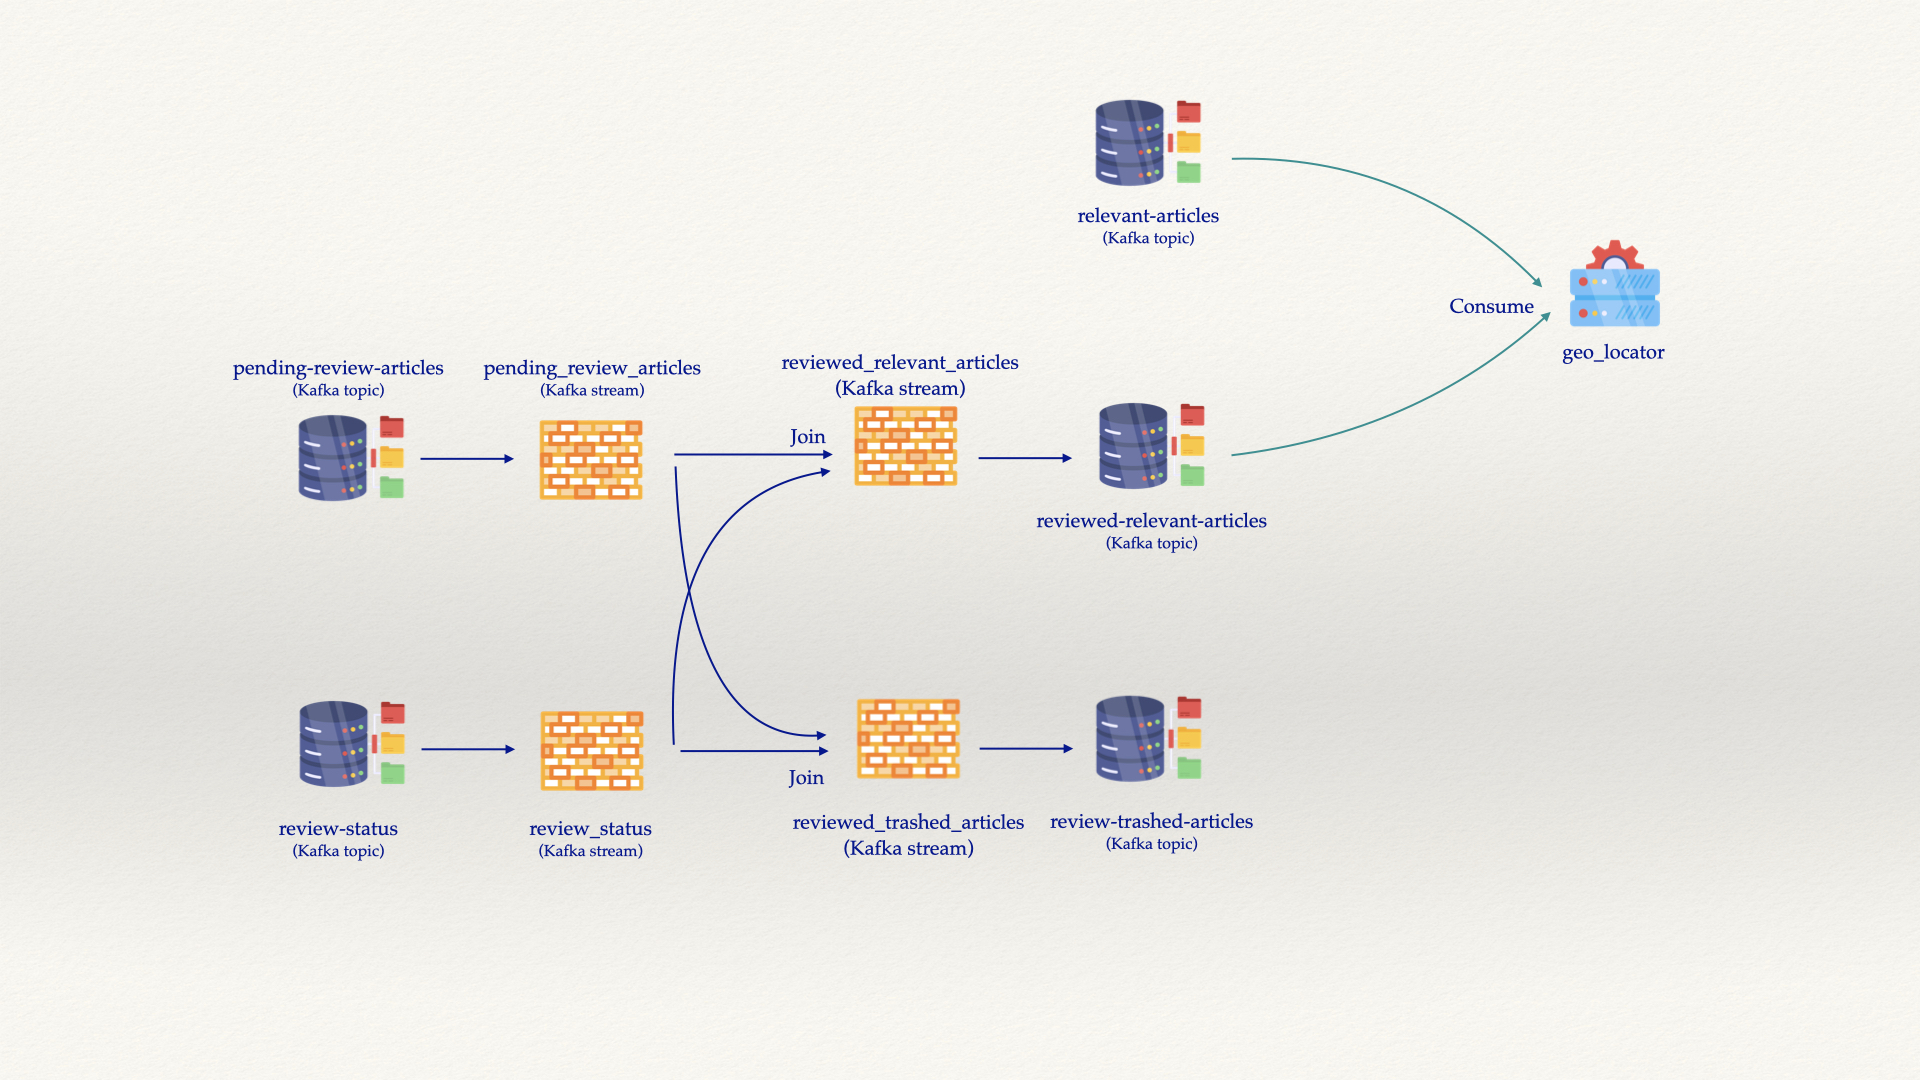 relevant-articles
(Kafka topic)
Consume
geo_locator
pending-review-articles
(Kafka topic)
pending_review_articles
(Kafka stream)
reviewed_relevant_articles
(Kafka stream)
Join
reviewed-relevant-articles
(Kafka topic)
Join
review-status
(Kafka topic)
review_status
(Kafka stream)
reviewed_trashed_articles
(Kafka stream)
review-trashed-articles
(Kafka topic)